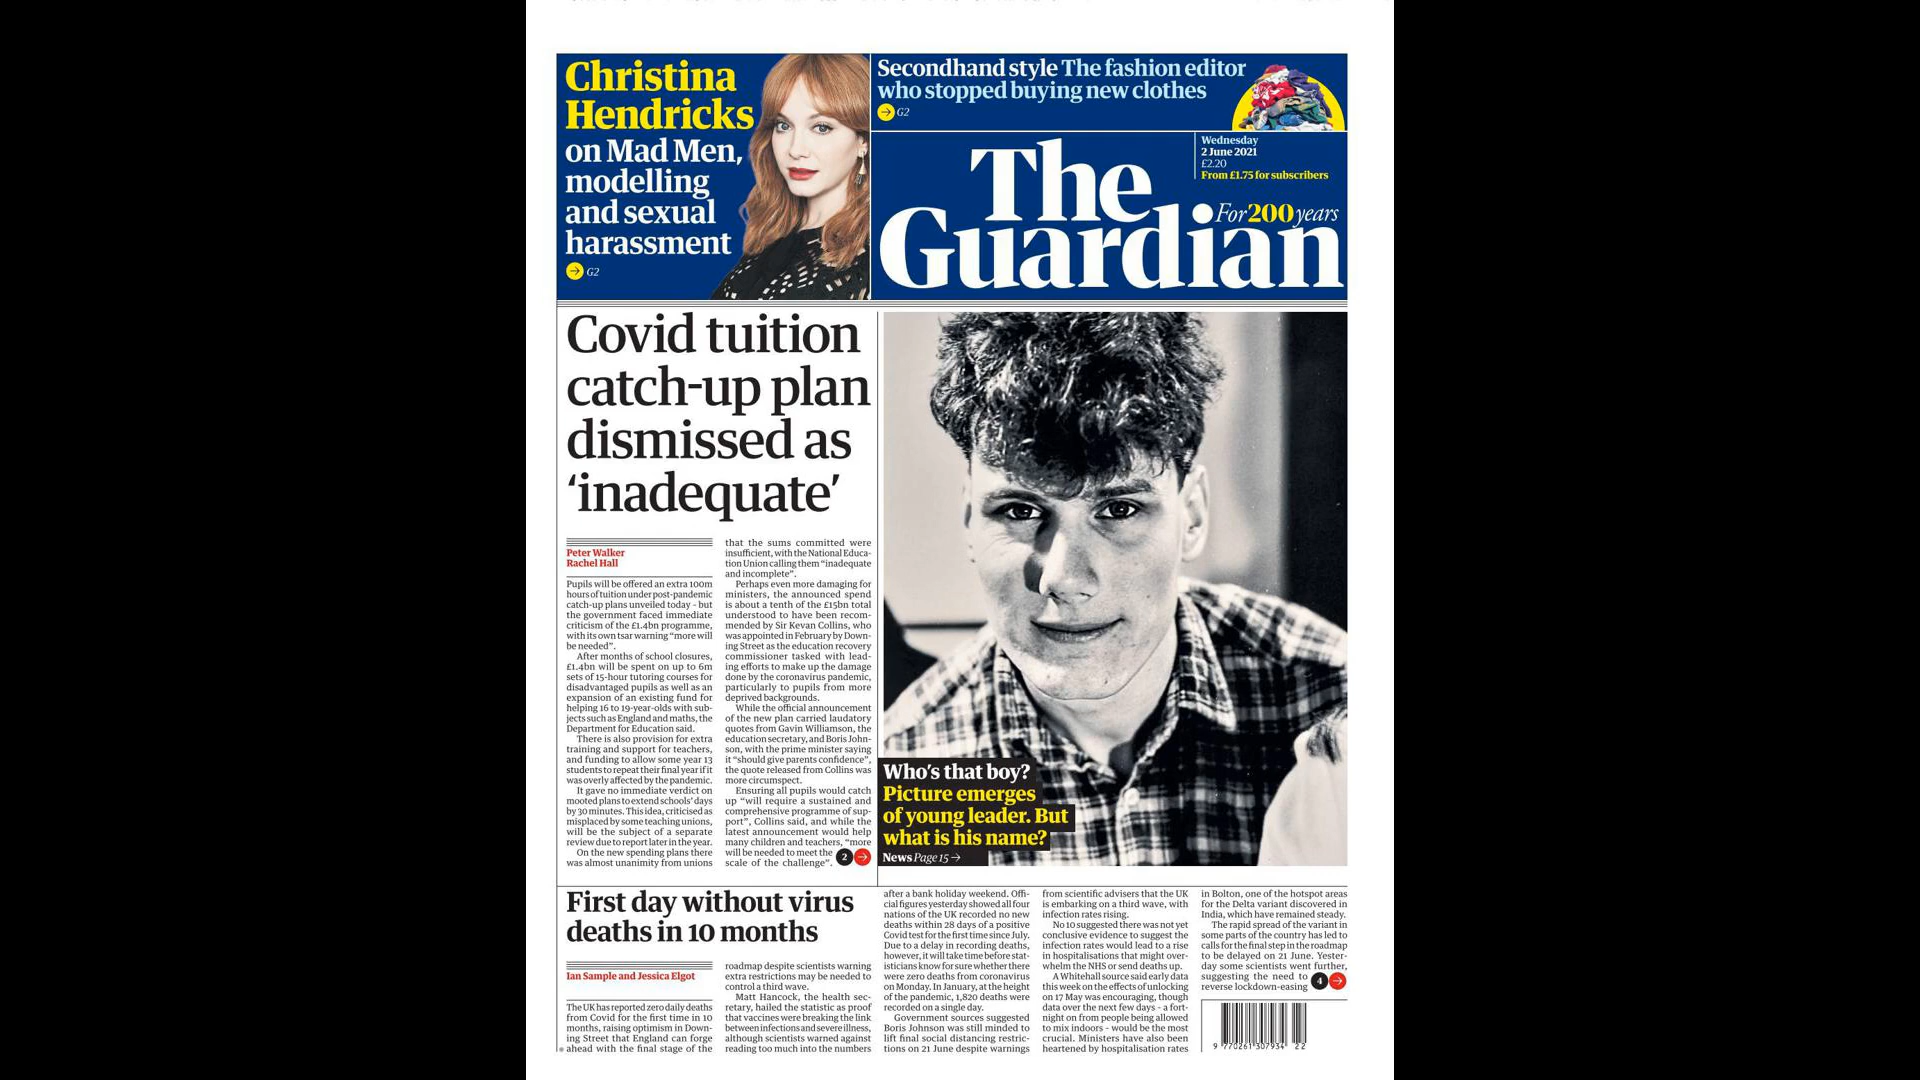 Christina
Hendricks
on Mad Men,
modelling
and sexual
harassment
G2
Secondhand style The fashion editor
who stopped buying new clothes
G2
Wednesday
2 June 2021
£2.20
From £1.75 for subscribers
The
Guardian
For 200 years
Covid tuition
catch-up plan
dismissed as
‘inadequate’
Peter Walker
Rachel Hall
Pupils will be offered an extra 100m
hours of tuition under post-pandemic
catch-up plans unveiled today – but
the government faced immediate
criticism of the £1.4bn programme,
with its own tsar warning “more will
be needed”.
After months of school closures,
£1.4bn will be spent on up to 6m
sets of 15-hour tutoring courses for
disadvantaged pupils as well as an
expansion of an existing fund for
helping 16 to 19-year-olds with sub-
jects such as England and maths, the
Department for Education said.
There is also provision for extra
training and support for teachers,
and funding to allow some year 13
students to repeat their final year if it
was overly affected by the pandemic.
It gave no immediate verdict on
mooted plans to extend schools’ days
by 30 minutes. This idea, criticised as
misplaced by some teaching unions,
will be the subject of a separate
review due to report later in the year.
On the new spending plans there
was almost unanimity from unions
that the sums committed were
insufficient, with the National Educa-
tion Union calling them “inadequate
and incomplete”.
Perhaps even more damaging for
ministers, the announced spend
is about a tenth of the £15bn total
understood to have been recom-
mended by Sir Kevan Collins, who
was appointed in February by Down-
ing Street as the education recovery
commissioner tasked with lead-
ing efforts to make up the damage
done by the coronavirus pandemic,
particularly to pupils from more
deprived backgrounds.
While the official announcement
of the new plan carried laudatory
quotes from Gavin Williamson, the
education secretary, and Boris John-
son, with the prime minister saying
it “should give parents confidence”,
the quote released from Collins was
more circumspect.
Ensuring all pupils would catch
up “will require a sustained and
comprehensive programme of sup-
port”, Collins said, and while the
latest announcement would help
many children and teachers, “more
will be needed to meet the
scale of the challenge”.
2
Who’s that boy?
Picture emerges
of young leader. But
what is his name?
News Page 15
First day without virus
deaths in 10 months
Ian Sample and Jessica Elgot
The UK has reported zero daily deaths
from Covid for the first time in 10
months, raising optimism in Down-
ing Street that England can forge
ahead with the final stage of the
roadmap despite scientists warning
extra restrictions may be needed to
control a third wave.
Matt Hancock, the health sec-
retary, hailed the statistic as proof
that vaccines were breaking the link
between infections and severe illness,
although scientists warned against
reading too much into the numbers
after a bank holiday weekend. Offi-
cial figures yesterday showed all four
nations of the UK recorded no new
deaths within 28 days of a positive
Covid test for the first time since July.
Due to a delay in recording deaths,
however, it will take time before stat-
isticians know for sure whether there
were zero deaths from coronavirus
on Monday. In January, at the height
of the pandemic, 1,820 deaths were
recorded on a single day.
Government sources suggested
Boris Johnson was still minded to
lift final social distancing restric-
tions on 21 June despite warnings
from scientific advisers that the UK
is embarking on a third wave, with
infection rates rising.
No 10 suggested there was not yet
conclusive evidence to suggest the
infection rates would lead to a rise
in hospitalisations that might over-
whelm the NHS or send deaths up.
A Whitehall source said early data
this week on the effects of unlocking
on 17 May was encouraging, though
data over the next few days – a fort-
night on from people being allowed
to mix indoors – would be the most
crucial. Ministers have also been
heartened by hospitalisation rates
in Bolton, one of the hotspot areas
for the Delta variant discovered in
India, which have remained steady.
The rapid spread of the variant in
some parts of the country has led to
calls for the final step in the roadmap
to be delayed on 21 June. Yester-
day some scientists went further,
suggesting the need to
reverse lockdown-easing
4
9 770261 307934 22